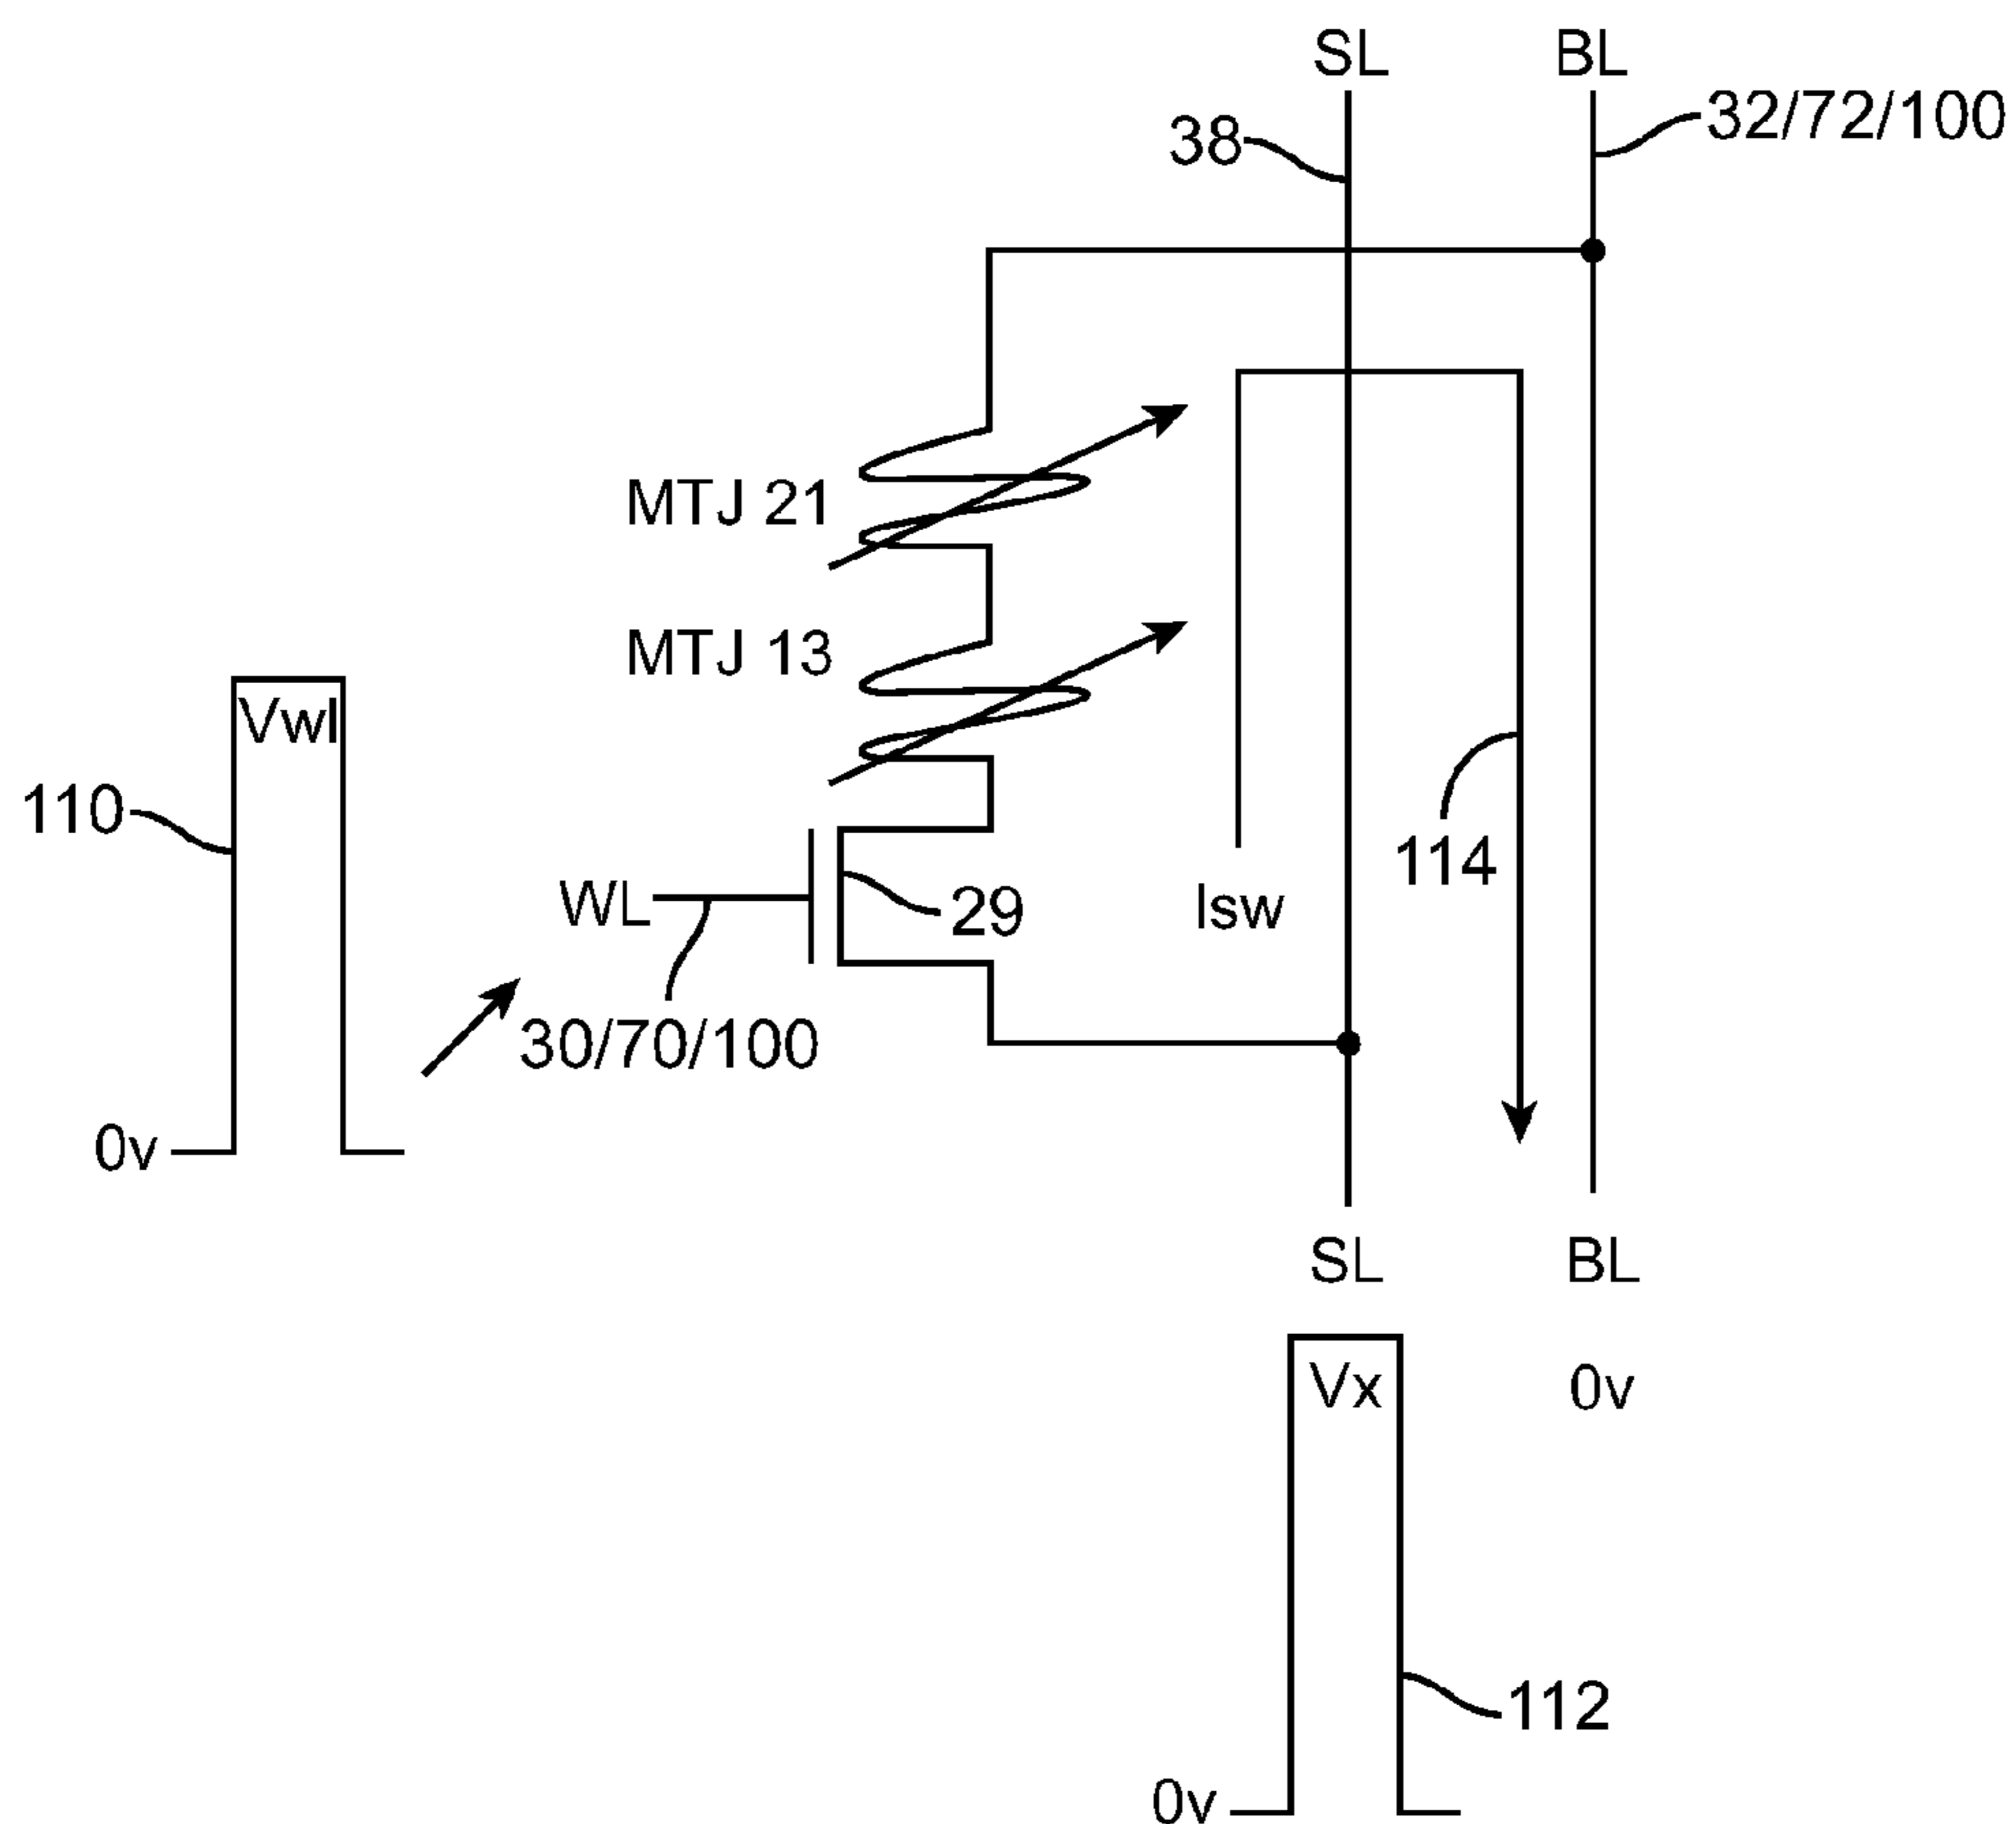 SL
BL
32/72/100
38
MTJ 21
MTJ 13
Vwl
110
114
WL
29
Isw
30/70/100
0v
SL
BL
Vx
0v
112
0v